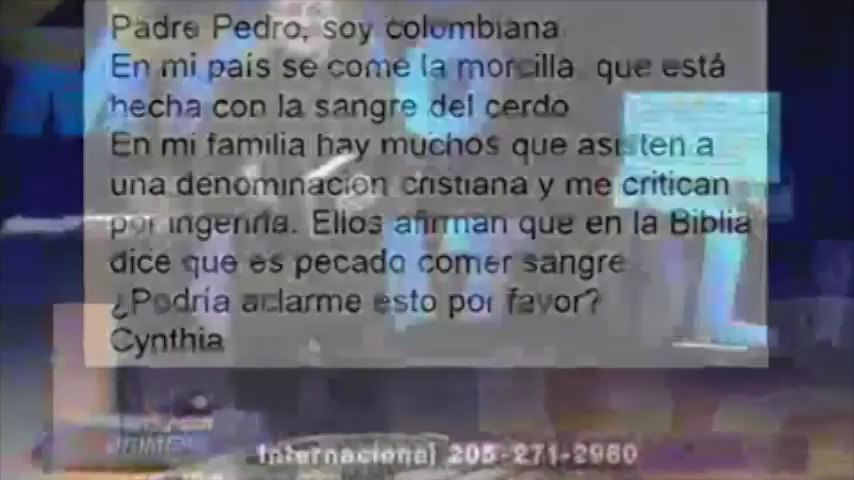 Padre Pedro, soy colombiana.
En mi país se come la morcilla, que está
hecha con la sangre del cerdo
En mi familia hay muchos que asisten a
una denominación cristiana y me critican
por ingerirla. Ellos afirman que en la Biblia
dice que es pecado comer sangre
¿Podría aclarme esto por favor?
Cynthia
Internacional 205-271-2980